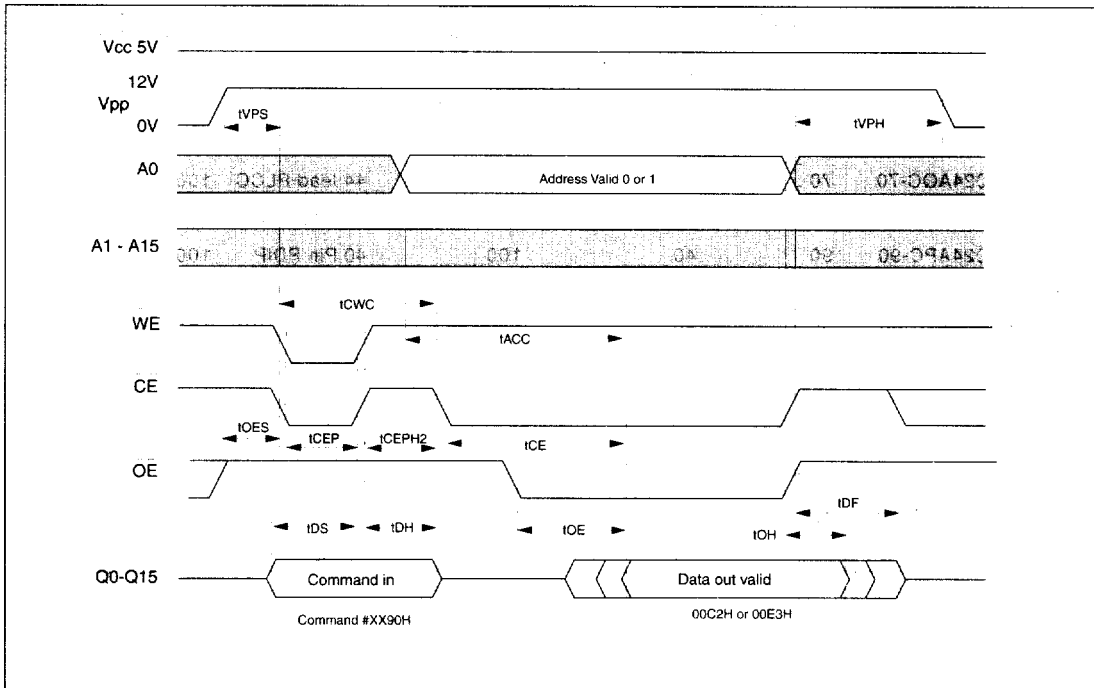 Vcc 5V
12V
Vpp
0V
tVPS
tVPH
A0
Address Valid 0 or 1
A1 - A15
tCWC
WE
tACC
CE
tOES
tCEP
tCEPH2
tCE
OE
tDF
tDS
tDH
tOE
tOH
Q0-Q15
Command in
Data out valid
Command #XX90H
00C2H or 00E3H